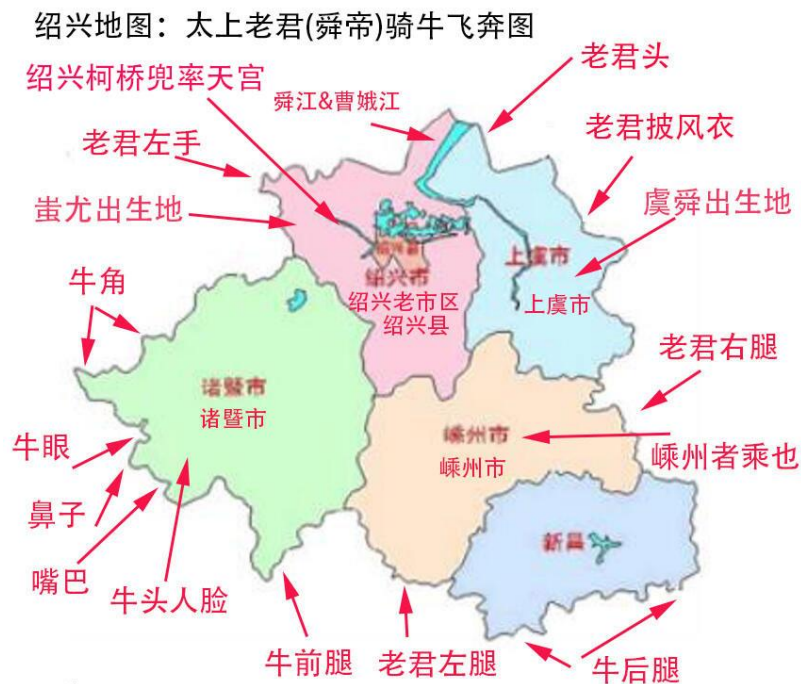 绍兴地图：太上老君(舜帝)骑牛飞奔图
老君头
绍兴柯桥兜率天宫
舜江&曹娥江
老君披风衣
老君左手
蚩尤出生地
虞舜出生地
上虞市
绍兴市
牛角
绍兴老市区
上虞市
绍兴县
老君右腿
诸暨市
诸暨市
嵊州市
牛眼
嵊州市
嵊州者乘也
鼻子
新昌
嘴巴
牛头人脸
牛前腿
老君左腿
牛后腿